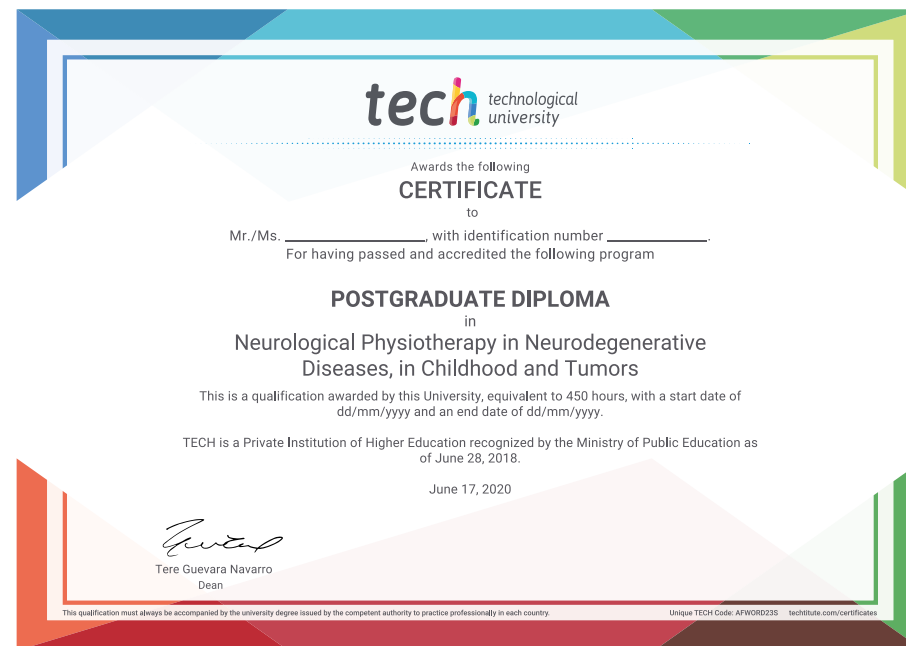 tech technological
university
Awards the following
CERTIFICATE
to
Mr./Ms. ____________________, with identification number ______________.
For having passed and accredited the following program
POSTGRADUATE DIPLOMA
in
Neurological Physiotherapy in Neurodegenerative
Diseases, in Childhood and Tumors
This is a qualification awarded by this University, equivalent to 450 hours, with a start date of
dd/mm/yyyy and an end date of dd/mm/yyyy.
TECH is a Private Institution of Higher Education recognized by the Ministry of Public Education as
of June 28, 2018.
June 17, 2020
Tere Guevara Navarro
Dean
This qualification must always be accompanied by the university degree issued by the competent authority to practice professionally in each country. Unique TECH Code: AFWORD23S techtitute.com/certificates